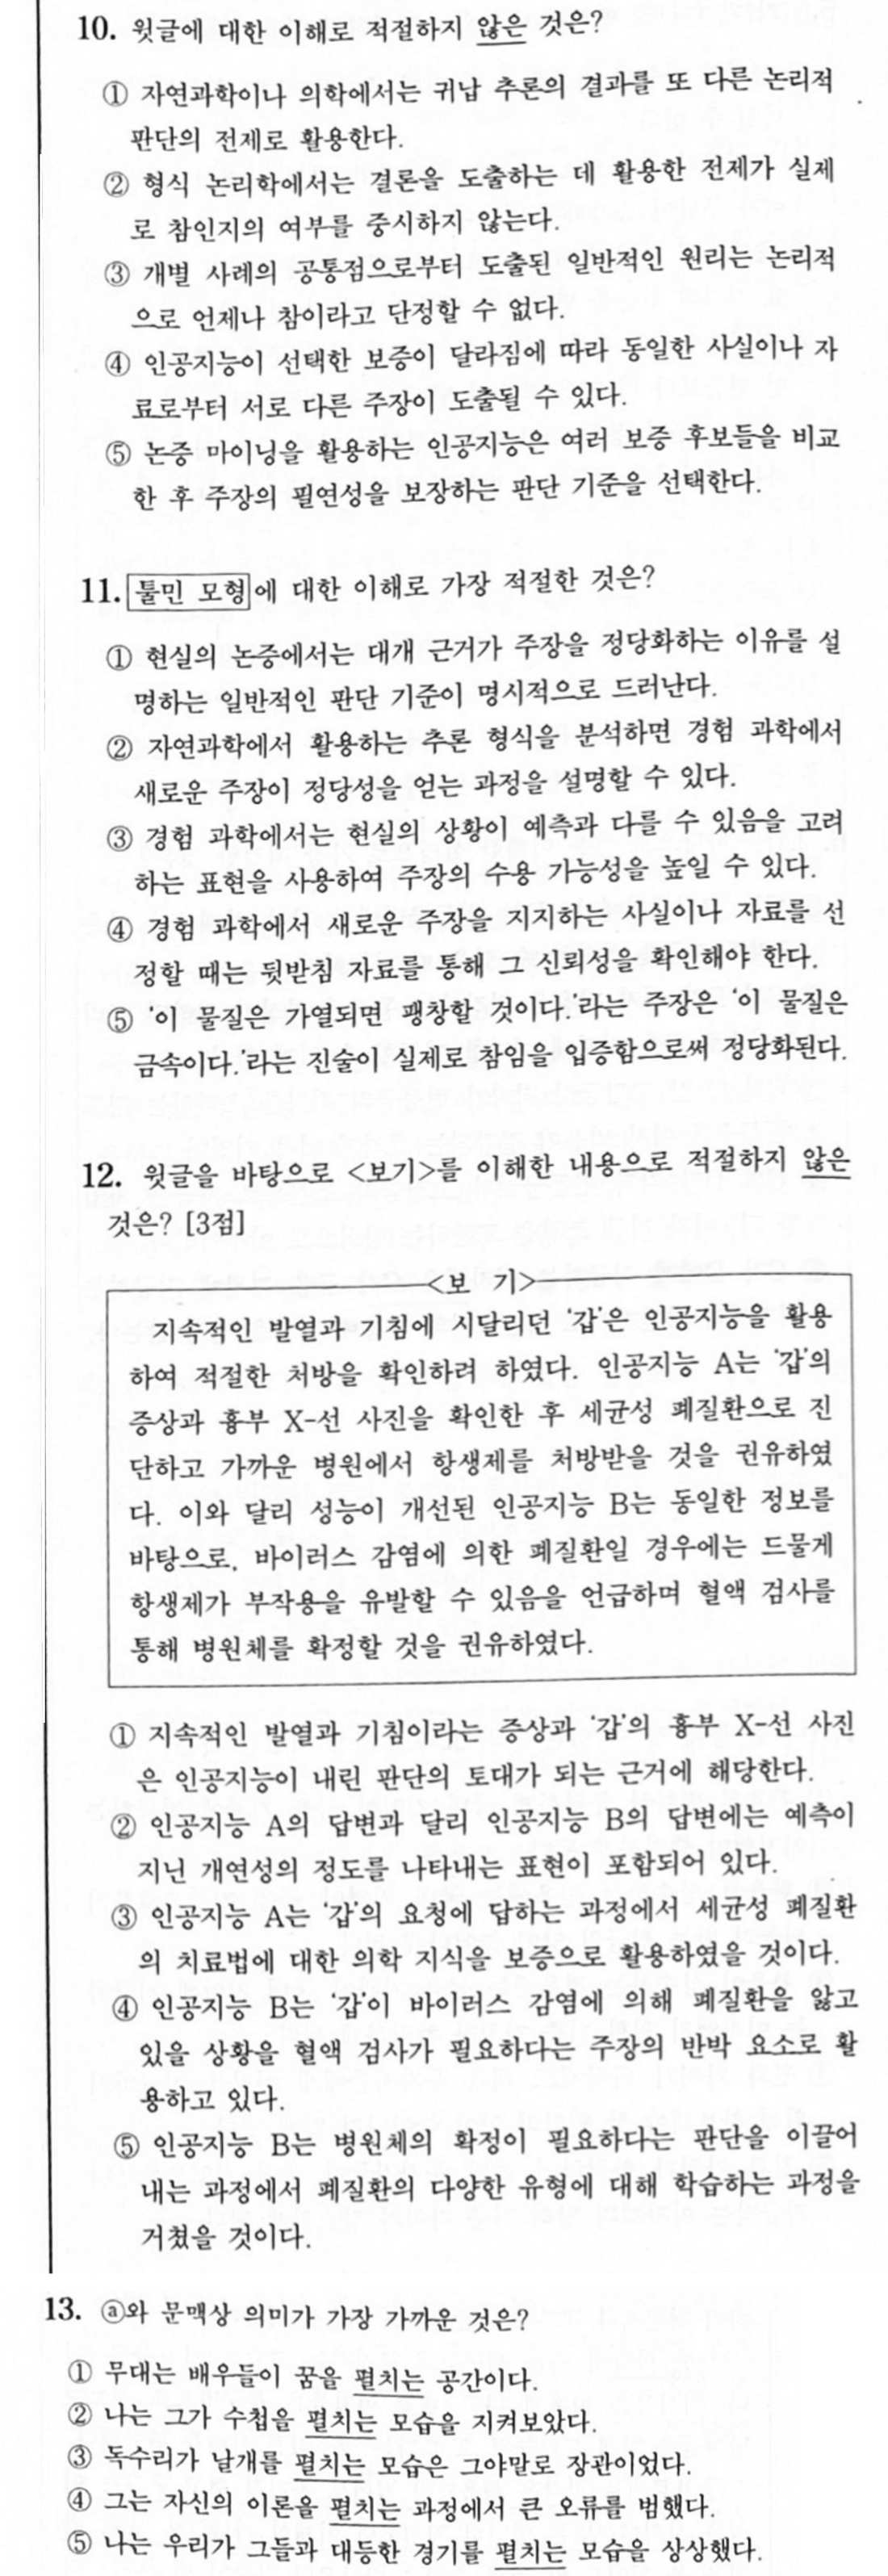 10. 윗글에 대한 이해로 적절하지 않은 것은?
① 자연과학이나 의학에서는 귀납 추론의 결과를 또 다른 논리적
판단의 전제로 활용한다.
② 형식 논리학에서는 결론을 도출하는 데 활용한 전제가 실제
로 참인지의 여부를 중시하지 않는다.
③ 개별 사례의 공통점으로부터 도출된 일반적인 원리는 논리적
으로 언제나 참이라고 단정할 수 없다.
④ 인공지능이 선택한 보증이 달라짐에 따라 동일한 사실이나 자
료로부터 서로 다른 주장이 도출될 수 있다.
⑤ 논증 마이닝을 활용하는 인공지능은 여러 보증 후보들을 비교
한 후 주장의 필연성을 보장하는 판단 기준을 선택한다.
11. 툴민 모형에 대한 이해로 가장 적절한 것은?
① 현실의 논증에서는 대개 근거가 주장을 정당화하는 이유를 설
명하는 일반적인 판단 기준이 명시적으로 드러난다.
② 자연과학에서 활용하는 추론 형식을 분석하면 경험 과학에서
새로운 주장이 정당성을 얻는 과정을 설명할 수 있다.
③ 경험 과학에서는 현실의 상황이 예측과 다를 수 있음을 고려
하는 표현을 사용하여 주장의 수용 가능성을 높일 수 있다.
④ 경험 과학에서 새로운 주장을 지지하는 사실이나 자료를 선
정할 때는 뒷받침 자료를 통해 그 신뢰성을 확인해야 한다.
⑤ ‘이 물질은 가열되면 팽창할 것이다.’라는 주장은 ‘이 물질은
금속이다.’라는 진술이 실제로 참임을 입증함으로써 정당화된다.
12. 윗글을 바탕으로 <보기>를 이해한 내용으로 적절하지 않은
것은? [3점]
<보 기>
지속적인 발열과 기침에 시달리던 ‘갑’은 인공지능을 활용
하여 적절한 처방을 확인하려 하였다. 인공지능 A는 ‘갑’의
증상과 흉부 X-선 사진을 확인한 후 세균성 폐질환으로 진
단하고 가까운 병원에서 항생제를 처방받을 것을 권유하였
다. 이와 달리 성능이 개선된 인공지능 B는 동일한 정보를
바탕으로, 바이러스 감염에 의한 폐질환일 경우에는 드물게
항생제가 부작용을 유발할 수 있음을 언급하며 혈액 검사를
통해 병원체를 확정할 것을 권유하였다.
① 지속적인 발열과 기침이라는 증상과 ‘갑’의 흉부 X-선 사진
은 인공지능이 내린 판단의 토대가 되는 근거에 해당한다.
② 인공지능 A의 답변과 달리 인공지능 B의 답변에는 예측이
지닌 개연성의 정도를 나타내는 표현이 포함되어 있다.
③ 인공지능 A는 ‘갑’의 요청에 답하는 과정에서 세균성 폐질환
의 치료법에 대한 의학 지식을 보증으로 활용하였을 것이다.
④ 인공지능 B는 ‘갑’이 바이러스 감염에 의해 폐질환을 앓고
있을 상황을 혈액 검사가 필요하다는 주장의 반박 요소로 활
용하고 있다.
⑤ 인공지능 B는 병원체의 확정이 필요하다는 판단을 이끌어
내는 과정에서 폐질환의 다양한 유형에 대해 학습하는 과정을
거쳤을 것이다.
13. ⓐ와 문맥상 의미가 가장 가까운 것은?
① 무대는 배우들이 꿈을 펼치는 공간이다.
② 나는 그가 수첩을 펼치는 모습을 지켜보았다.
③ 독수리가 날개를 펼치는 모습은 그야말로 장관이었다.
④ 그는 자신의 이론을 펼치는 과정에서 큰 오류를 범했다.
⑤ 나는 우리가 그들과 대등한 경기를 펼치는 모습을 상상했다.